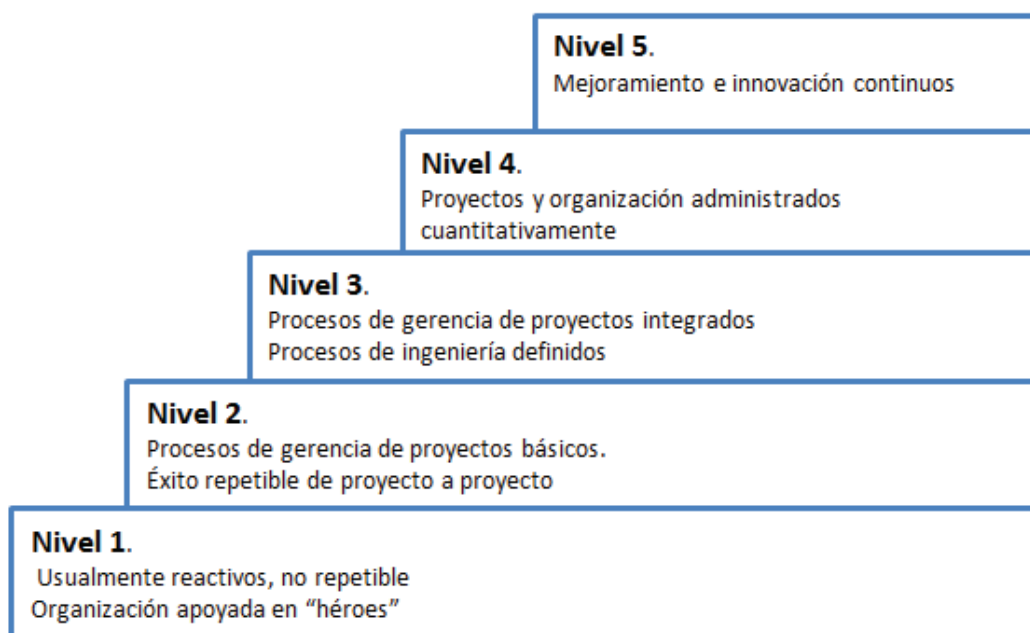 Nivel 5.
Mejoramiento e innovación continuos
Nivel 4.
Proyectos y organización administrados
cuantitativamente
Nivel 3.
Procesos de gerencia de proyectos integrados
Procesos de ingeniería definidos
Nivel 2.
Procesos de gerencia de proyectos básicos.
Éxito repetible de proyecto a proyecto
Nivel 1.
Usualmente reactivos, no repetible
Organización apoyada en “héroes”